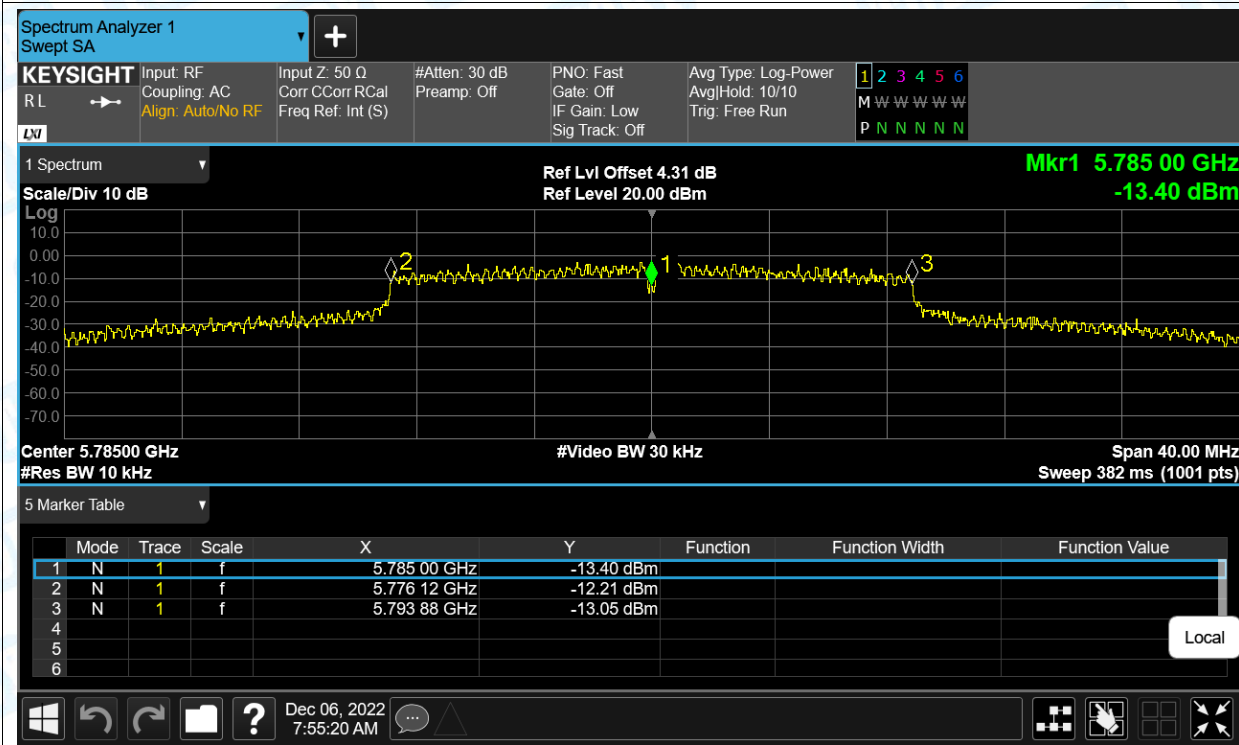 Spectrum Analyzer 1
Swept SA
KEYSIGHT
R L
LXI
Input: RF
Coupling: AC
Align: Auto/No RF
Input Z: 50 Ω
Corr CCorr RCal
Freq Ref: Int (S)
#Atten: 30 dB
Preamp: Off
PNO: Fast
Gate: Off
IF Gain: Low
Sig Track: Off
Avg Type: Log-Power
Avg|Hold: 10/10
Trig: Free Run
1 2 3 4 5 6
M W W W W W
P N N N N N
1 Spectrum
Scale/Div 10 dB
Ref Lvl Offset 4.31 dB
Ref Level 20.00 dBm
Mkr1 5.785 00 GHz
-13.40 dBm
Log
10.0
0.00
-10.0
-20.0
-30.0
-40.0
-50.0
-60.0
-70.0
2
1
3
Center 5.78500 GHz
#Video BW 30 kHz
Span 40.00 MHz
#Res BW 10 kHz
Sweep 382 ms (1001 pts)
5 Marker Table
Mode Trace Scale X Y Function Function Width Function Value
1 N 1 f 5.785 00 GHz -13.40 dBm
2 N 1 f 5.776 12 GHz -12.21 dBm
3 N 1 f 5.793 88 GHz -13.05 dBm
4
5
6
Local
?
Dec 06, 2022
7:55:20 AM